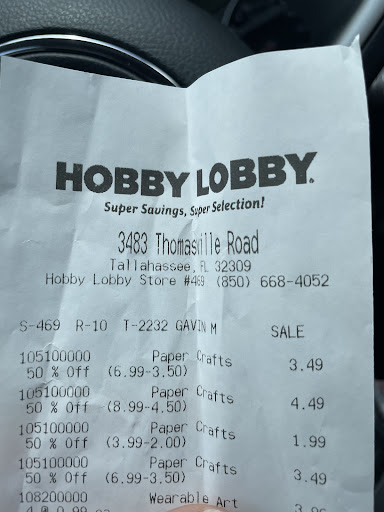 HOBBY LOBBY.
Super Savings, Super Selection!
3483 Thomasville Road
Tallahassee, FL 32309
Hobby Lobby Store #469 (850) 668-4052
S-469 R-10 T-2232 GAVIN M SALE
105100000 Paper Crafts 3.49
50 % Off (6.99-3.50)
105100000 Paper Crafts 4.49
50 % Off (8.99-4.50)
105100000 Paper Crafts 1.99
50 % Off (3.99-2.00)
105100000 Paper Crafts 3.49
50 % Off (6.99-3.50)
108200000 Wearable Art
4 @ 0.99